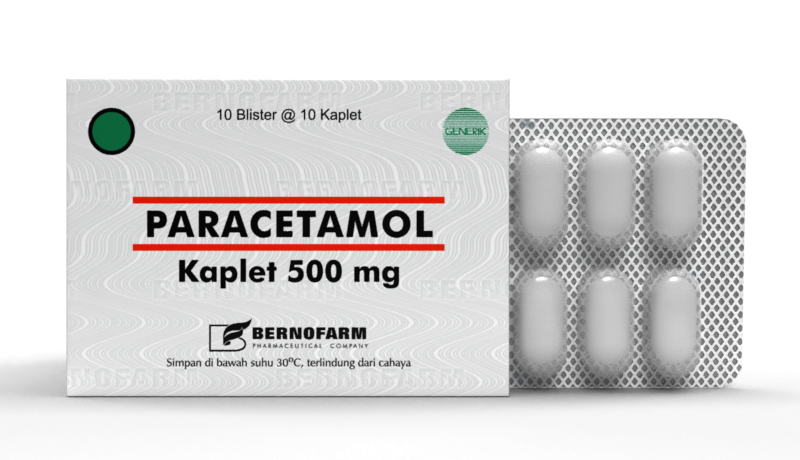 10 Blister @ 10 Kaplet
GENERIK
PARACETAMOL
Kaplet 500 mg
BERNOFARM
PHARMACEUTICAL COMPANY
Simpan di bawah suhu 30°C, terlindung dari cahaya